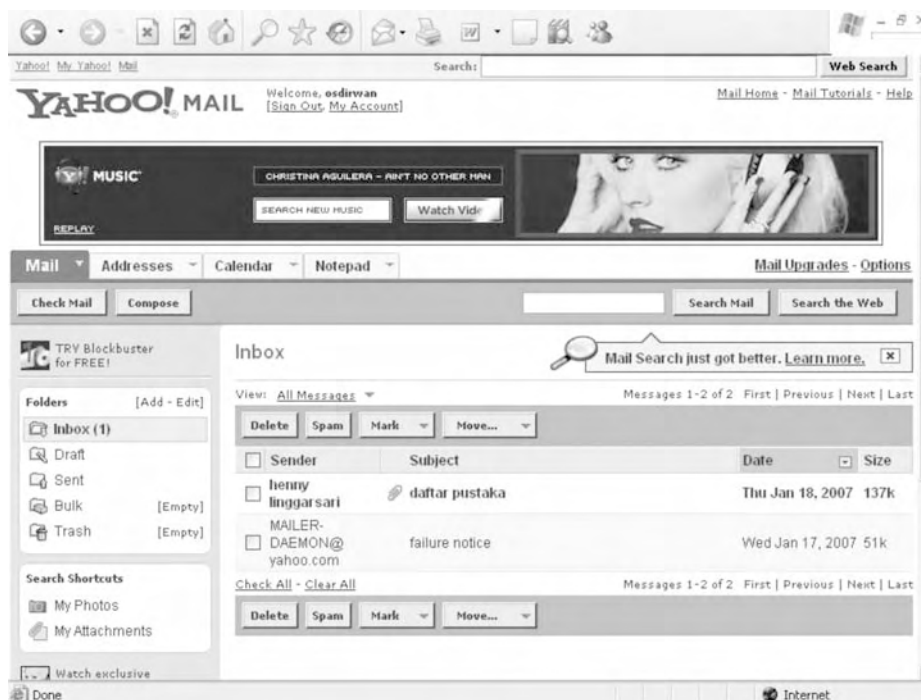 Yahoo! My Yahoo! Mail Search: Web Search
YAHOO! MAIL Welcome, osdirwan
[Sign Out, My Account] Mail Home - Mail Tutorials - Help
Y! MUSIC CHRISTINA AGUILERA - AIN'T NO OTHER MAN
SEARCH NEW MUSIC Watch Vide
REPLAY
Mail Addresses Calendar Notepad Mail Upgrades - Options
Check Mail Compose Search Mail Search the Web
TRY Blockbuster
for FREE!
Folders [Add - Edit]
Inbox (1)
Draft
Sent
Bulk [Empty]
Trash [Empty]
Search Shortcuts
My Photos
My Attachments
Watch exclusive
Inbox Mail Search just got better. Learn more.
View: All Messages Messages 1-2 of 2 First | Previous | Next | Last
Delete Spam Mark Move...
Sender Subject Date Size
henny
linggarsari daftar pustaka Thu Jan 18, 2007 137k
MAILER-
DAEMON@ failure notice Wed Jan 17, 2007 51k
yahoo.com
Check All - Clear All Messages 1-2 of 2 First | Previous | Next | Last
Delete Spam Mark Move...
Done Internet